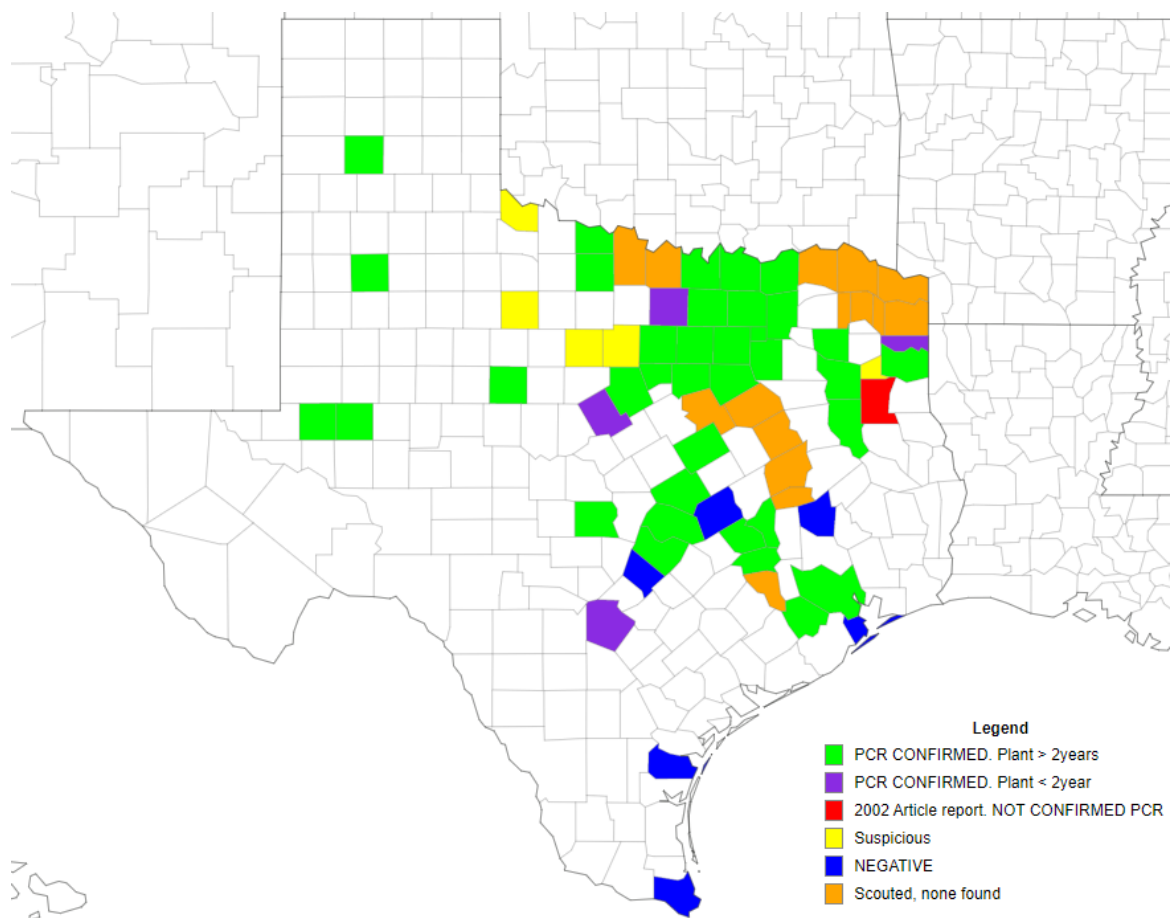 Legend
PCR CONFIRMED. Plant > 2years
PCR CONFIRMED. Plant < 2year
2002 Article report. NOT CONFIRMED PCR
Suspicious
NEGATIVE
Scouted, none found